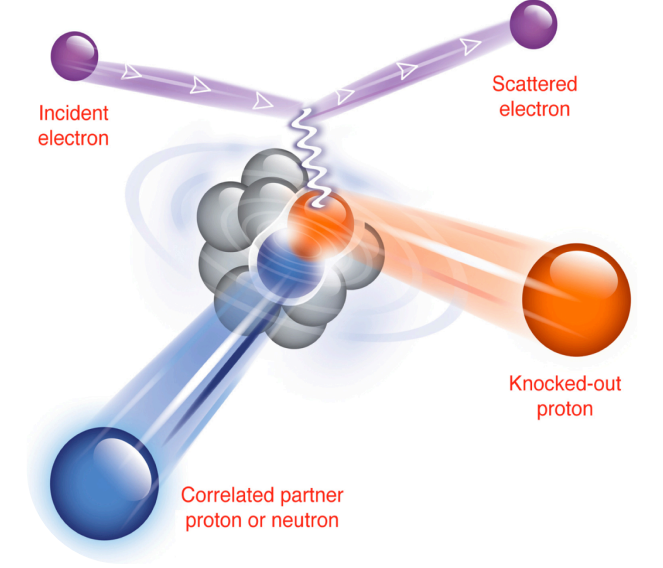 Incident
electron
Scattered
electron
Knocked-out
proton
Correlated partner
proton or neutron